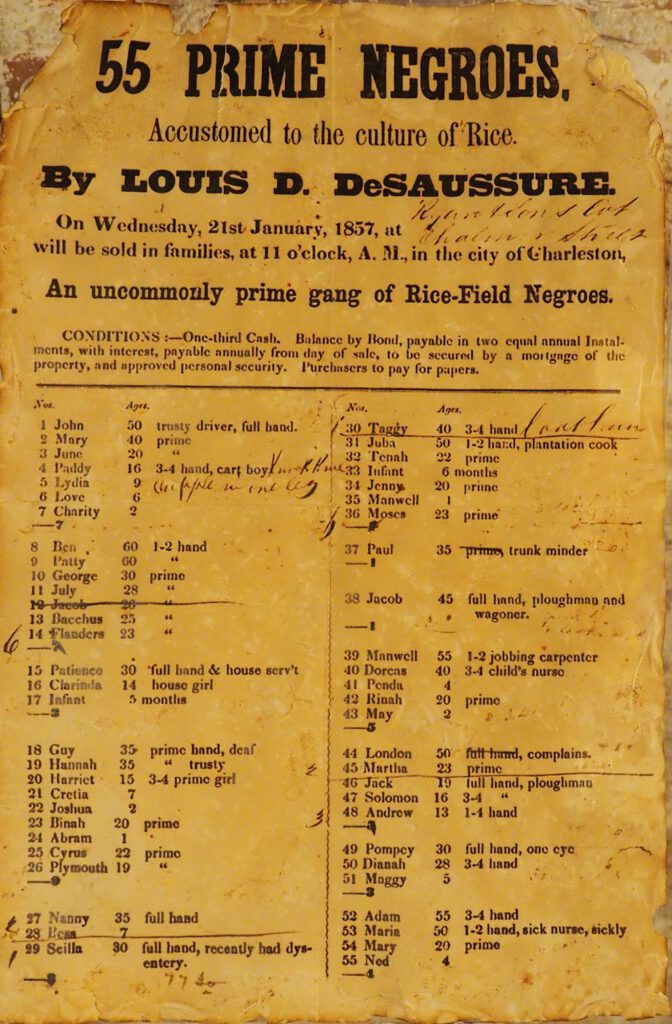 55 PRIME NEGROES,
Accustomed to the culture of Rice.
By LOUIS D. DeSAUSSURE.
On Wednesday, 21st January, 1857, at
will be sold in families, at 11 o'clock, A. M., in the city of Charleston,
An uncommonly prime gang of Rice-Field Negroes.
CONDITIONS :—One-third Cash. Balance by Bond, payable in two equal annual Instal-
ments, with interest, payable annually from day of sale, to be secured by a mortgage of the
property, and approved personal security. Purchasers to pay for papers.
Nos. Ages.
1 John 50 trusty driver, full hand.
2 Mary 40 prime
3 June 20 “
4 Paddy 16 3-4 hand, cart boy
5 Lydia 9
6 Love 6
7 Charity 2
—7
8 Ben 60 1-2 hand
9 Patty 60 “
10 George 30 prime
11 July 28 “
12 Jacob 26 “
13 Bacchus 25 “
6 14 Flanders 23 “
15 Patience 30 full hand & house serv't
16 Clarinda 14 house girl
17 Infant 5 months
—3
18 Guy 35 prime hand, deaf
19 Hannah 35 “ trusty
20 Harriet 15 3-4 prime girl
21 Cretia 7
22 Joshua 2
23 Binah 20 prime
24 Abram 1
25 Cyrus 22 prime
26 Plymouth 19 “
—9
27 Nanny 35 full hand
28 Bess 7
29 Scilla 30 full hand, recently had dys-
entery.
—3
Nos. Ages.
30 Taggy 40 3-4 hand
31 Juba 50 1-2 hand, plantation cook
32 Tenah 22 prime
33 Infant 6 months
34 Jenny 20 prime
35 Manwell 1
36 Moses 23 prime
37 Paul 35 prime, trunk minder
—1
38 Jacob 45 full hand, ploughman and
wagoner.
—1
39 Manwell 55 1-2 jobbing carpenter
40 Dorcas 40 3-4 child's nurse
41 Penda 4
42 Rinah 20 prime
43 May 2
—5
44 London 50 full hand, complains.
45 Martha 23 prime
46 Jack 19 full hand, ploughman
47 Solomon 16 3-4 “
3 48 Andrew 13 1-4 hand
49 Pompey 30 full hand, one eye
50 Dianah 28 3-4 hand
51 Maggy 5
—3
52 Adam 55 3-4 hand
53 Maria 50 1-2 hand, sick nurse, sickly
54 Mary 20 prime
55 Ned 4
—4